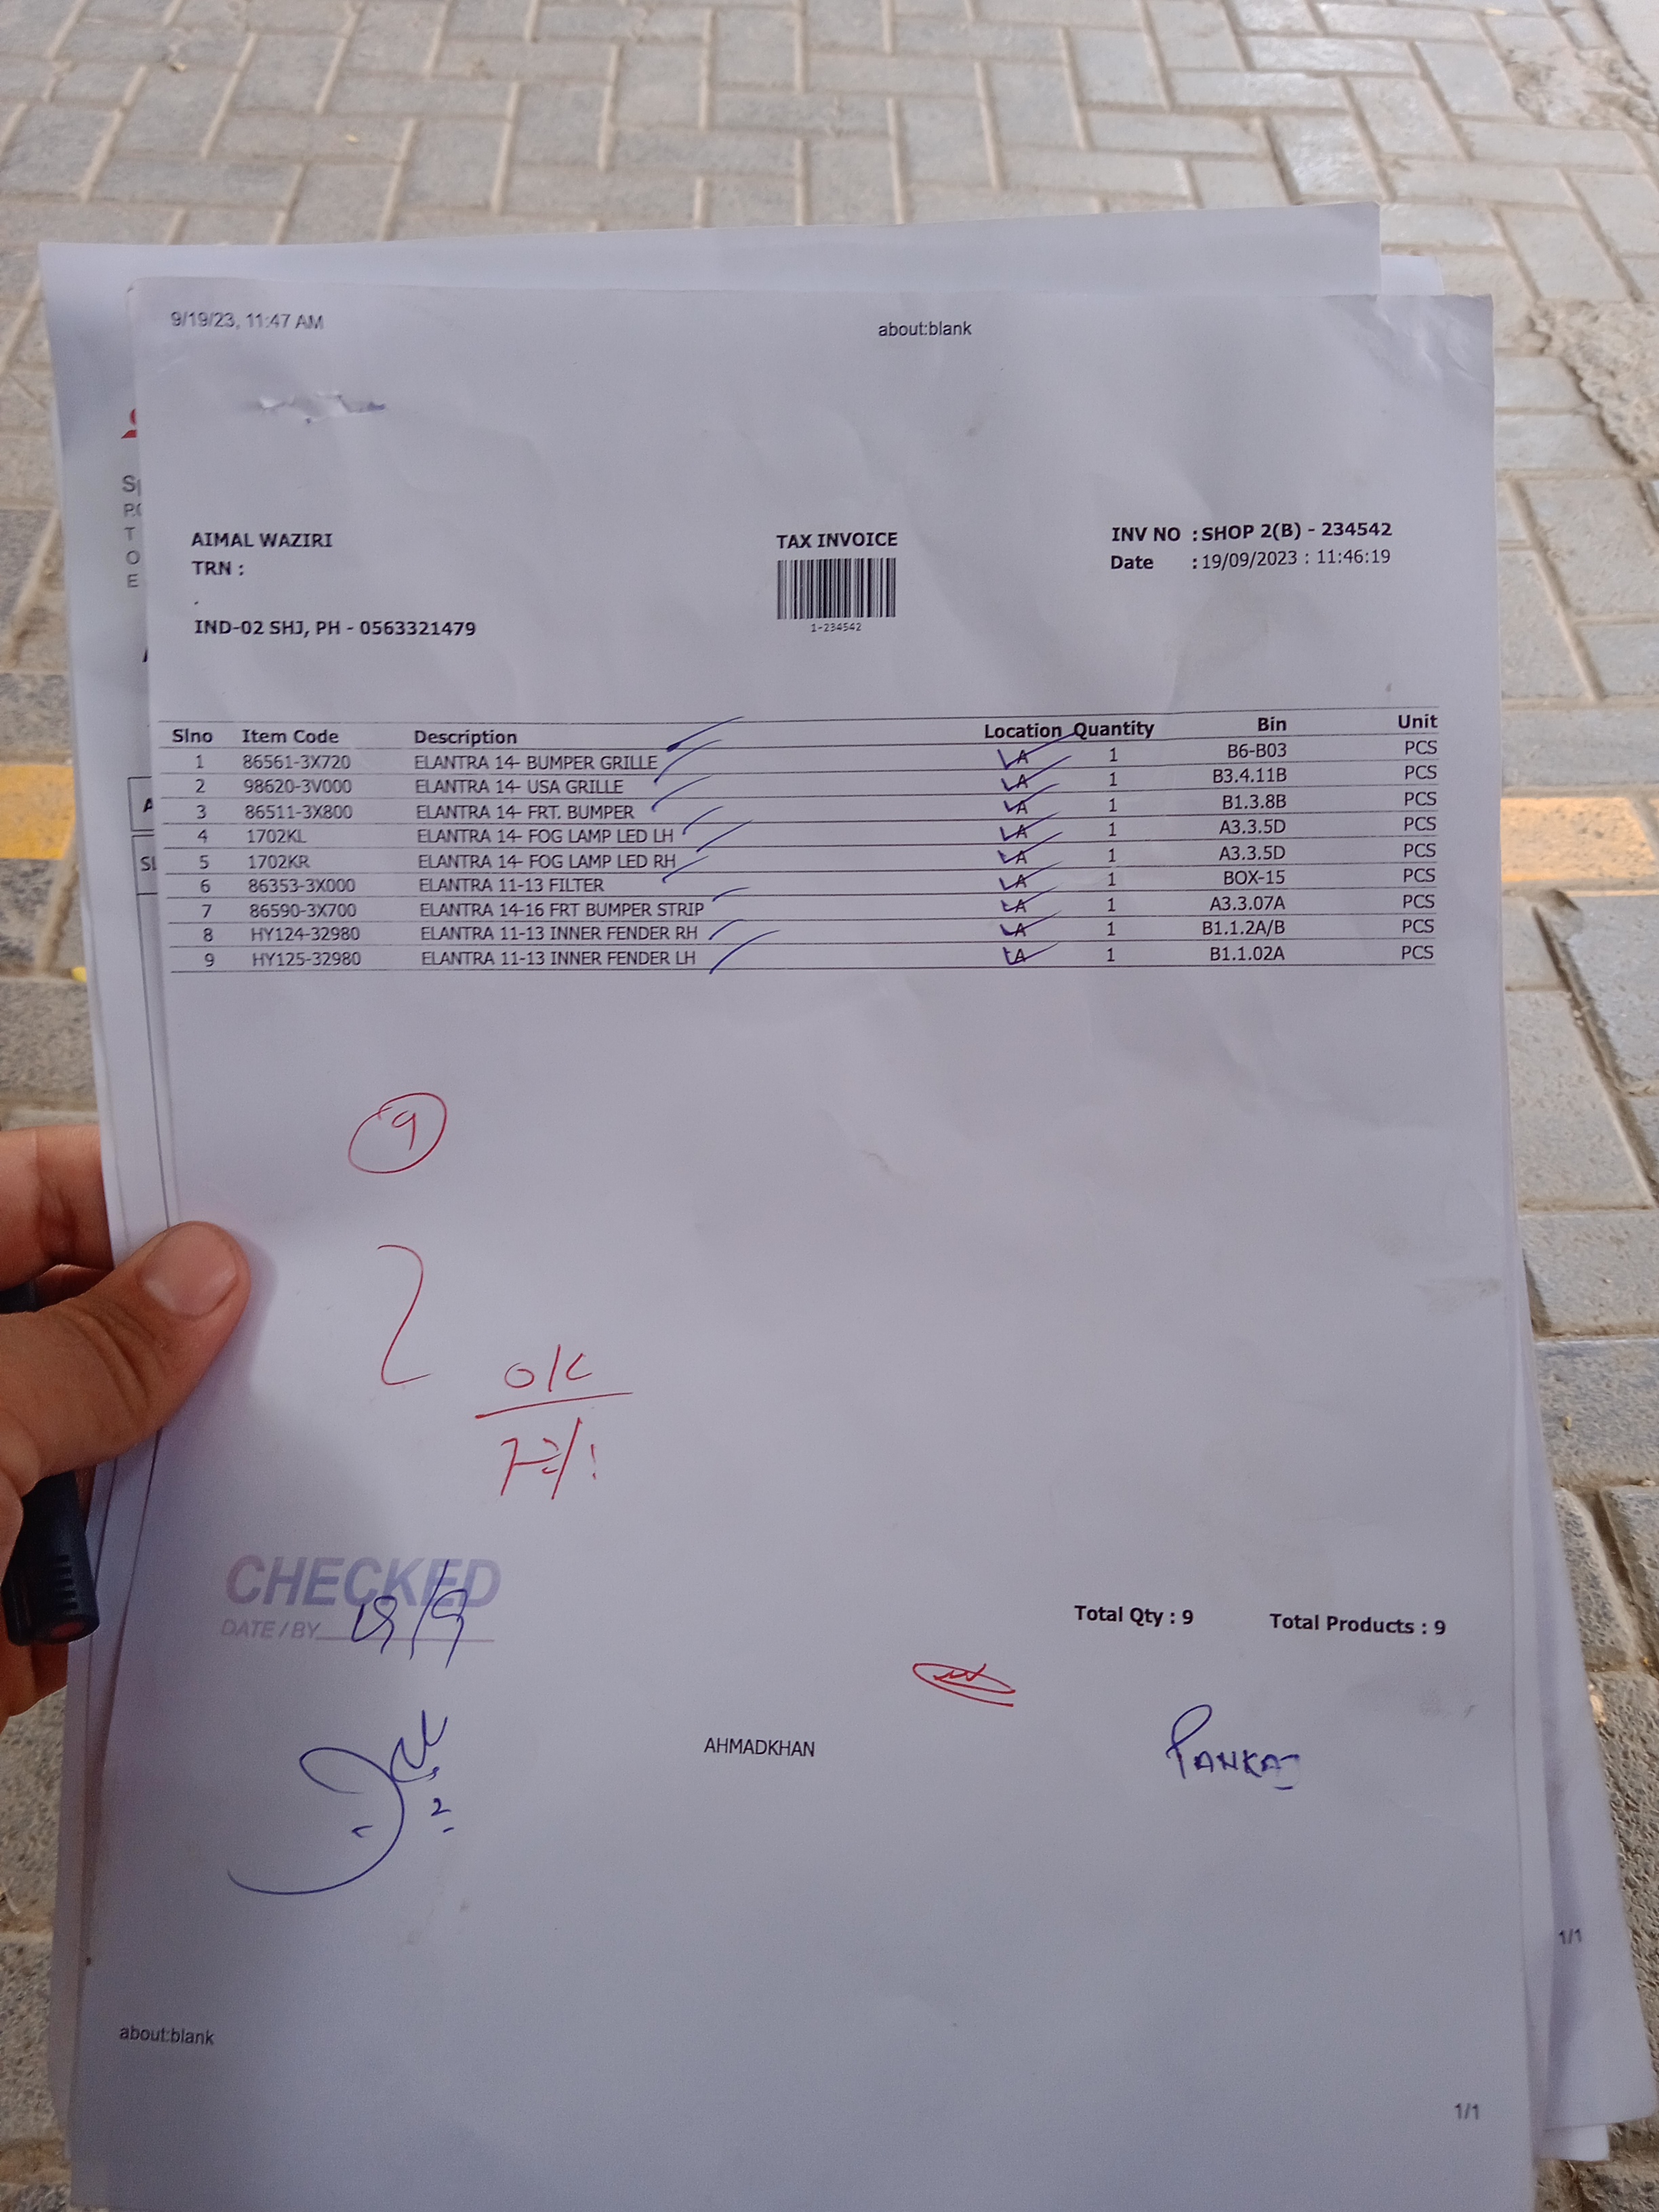 9/19/23, 11:47 AM about:blank
AIMAL WAZIRI TAX INVOICE INV NO : SHOP 2(B) - 234542
TRN : Date : 19/09/2023 : 11:46:19
1-234542
IND-02 SHJ, PH - 0563321479
Slno Item Code Description Location Quantity Bin Unit
1 86561-3X720 ELANTRA 14- BUMPER GRILLE LA 1 B6-B03 PCS
2 98620-3V000 ELANTRA 14- USA GRILLE LA 1 B3.4.11B PCS
3 86511-3X800 ELANTRA 14- FRT. BUMPER LA 1 B1.3.8B PCS
4 1702KL ELANTRA 14- FOG LAMP LED LH LA 1 A3.3.5D PCS
5 1702KR ELANTRA 14- FOG LAMP LED RH LA 1 A3.3.5D PCS
6 86353-3X000 ELANTRA 11-13 FILTER LA 1 BOX-15 PCS
7 86590-3X700 ELANTRA 14-16 FRT BUMPER STRIP LA 1 A3.3.07A PCS
8 HY124-32980 ELANTRA 11-13 INNER FENDER RH LA 1 B1.1.2A/B PCS
9 HY125-32980 ELANTRA 11-13 INNER FENDER LH LA 1 B1.1.02A PCS
9
O/K
CHECKED
DATE / BY 19/9
Total Qty : 9 Total Products : 9
AHMADKHAN
PANKAJ
1/1
about:blank
1/1